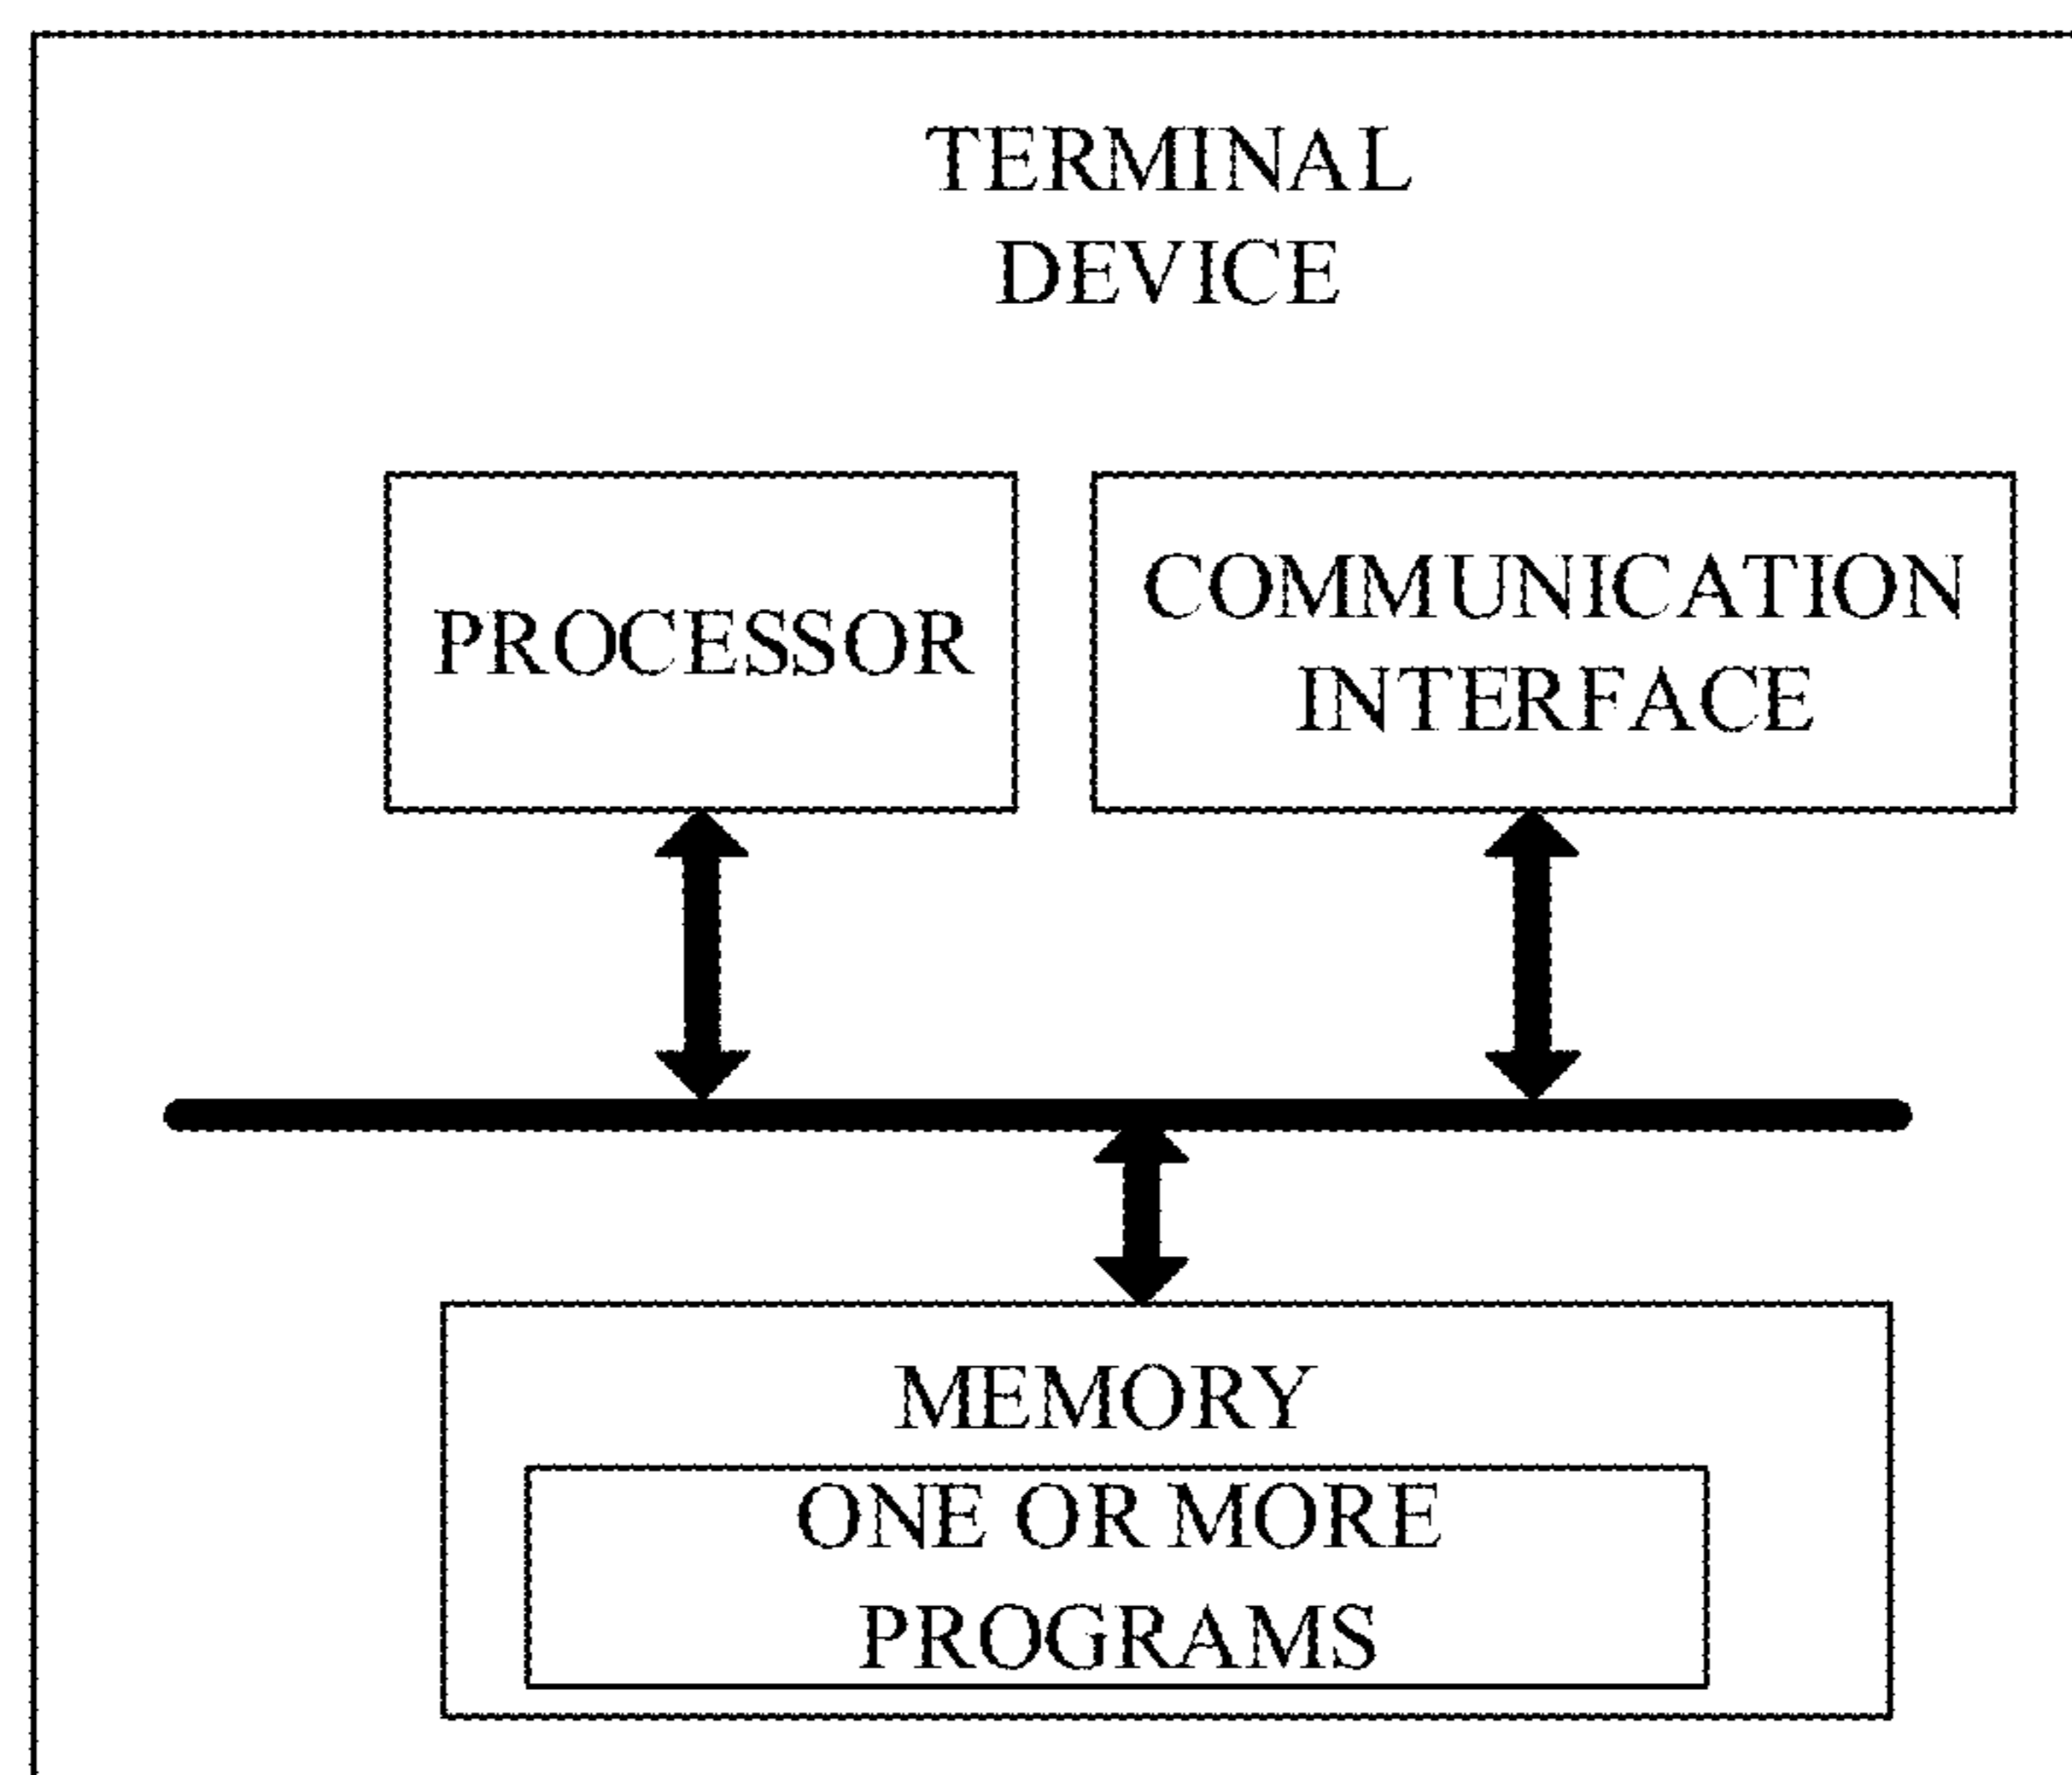 TERMINAL
DEVICE
PROCESSOR
COMMUNICATION
INTERFACE
MEMORY
ONE OR MORE
PROGRAMS